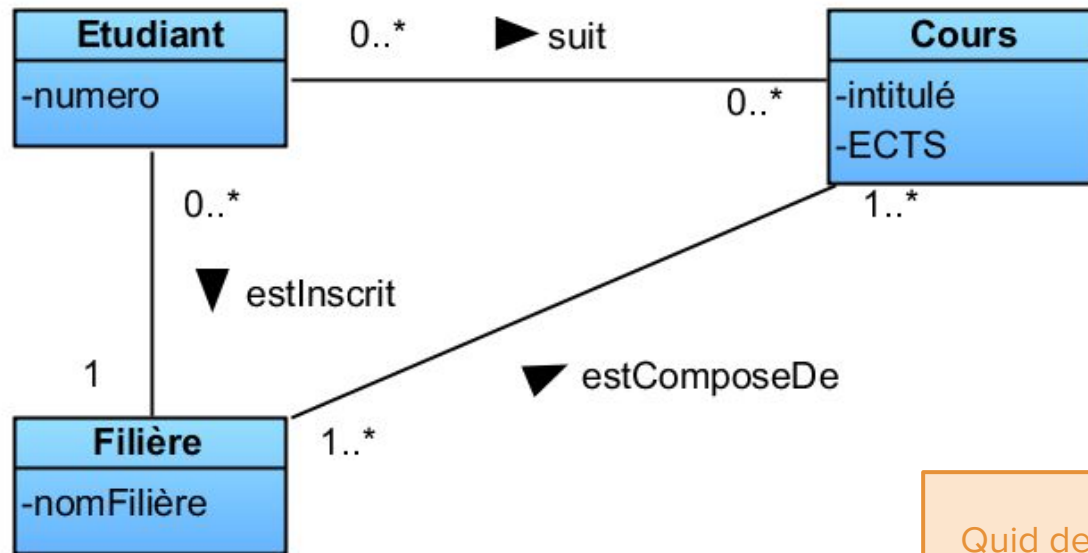 Etudiant
-numero
0..*
suit
0..*
Cours
-intitulé
-ECTS
1..*
0..*
estInscrit
1
estComposeDe
1..*
Filière
-nomFilière
Quid de